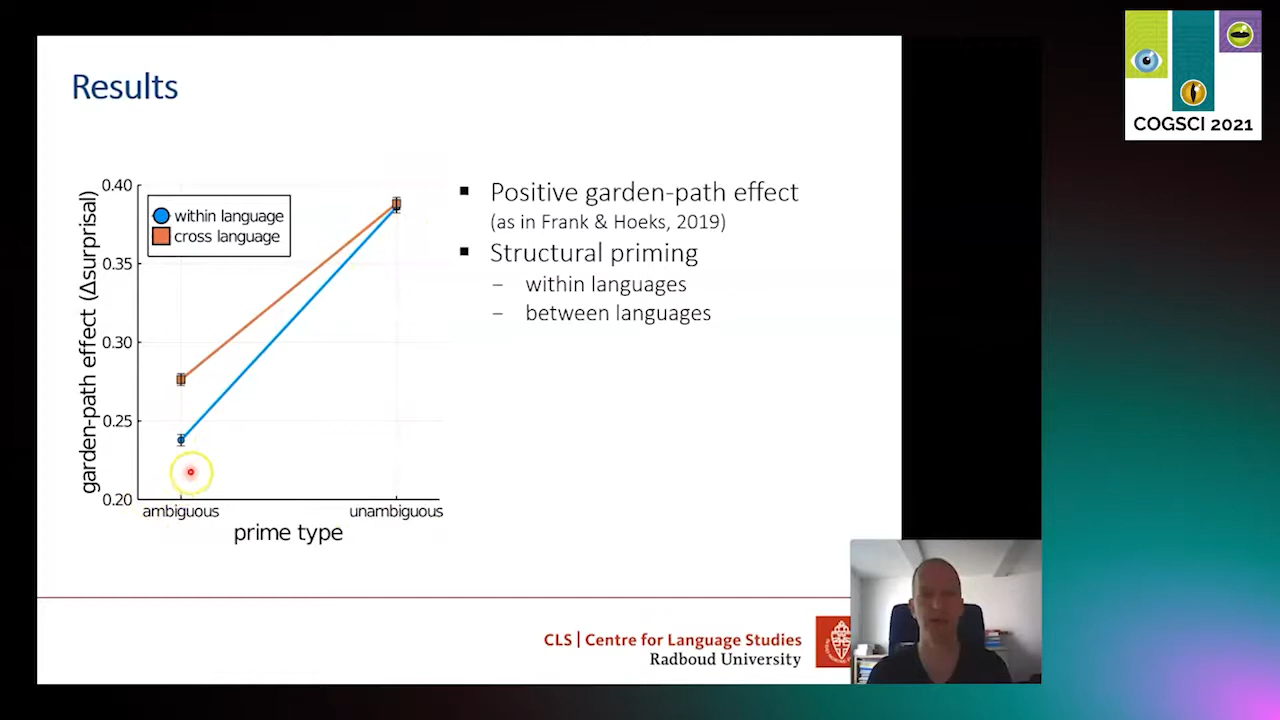 COGSCI 2021
Results
0.40
0.35
0.30
0.25
0.20
garden-path effect (Δsurprisal)
within language
cross language
ambiguous
unambiguous
prime type
▪ Positive garden-path effect
(as in Frank & Hoeks, 2019)
▪ Structural priming
– within languages
– between languages
CLS | Centre for Language Studies
Radboud University